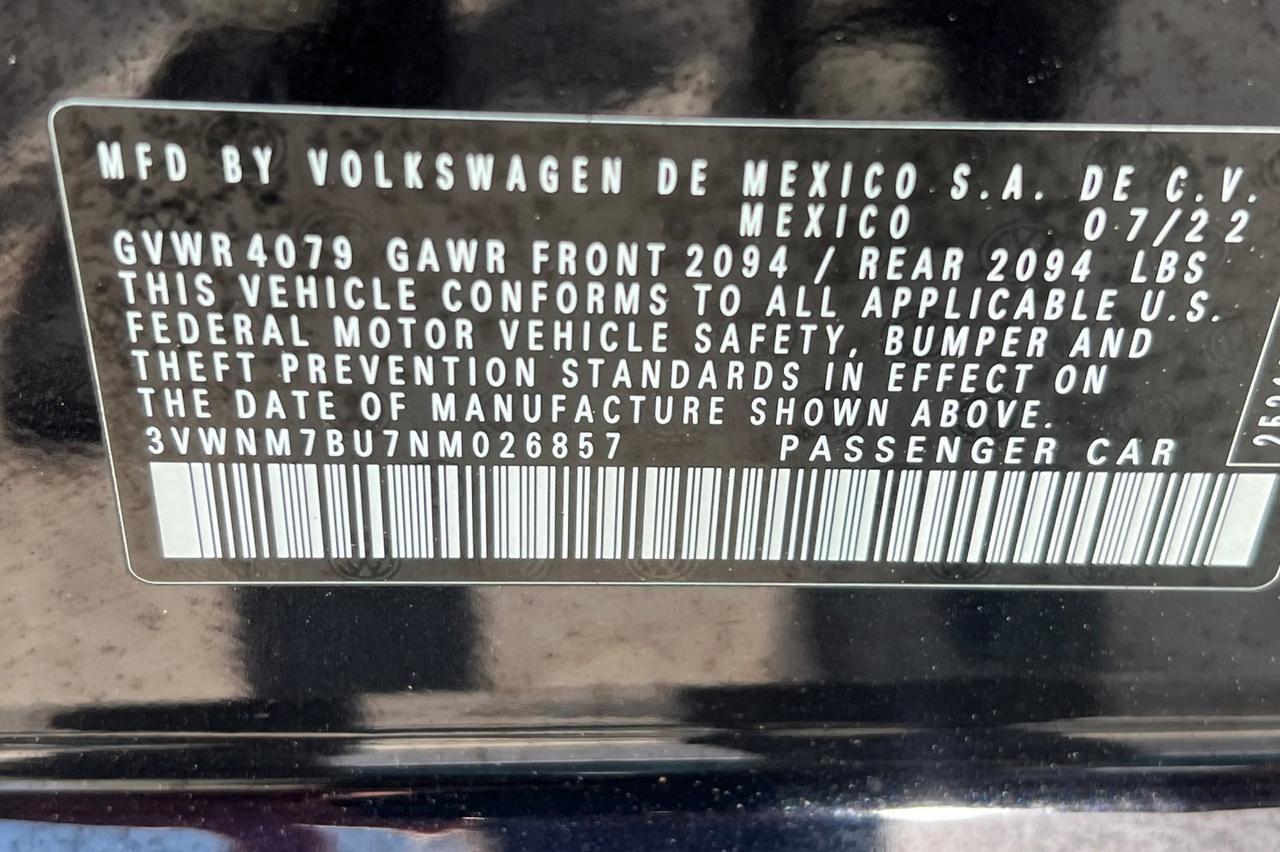 MFD BY VOLKSWAGEN DE MEXICO S.A. DE C.V.
MEXICO 07/22
GVWR 4079 GAWR FRONT 2094 / REAR 2094 LBS
THIS VEHICLE CONFORMS TO ALL APPLICABLE U.S.
FEDERAL MOTOR VEHICLE SAFETY, BUMPER AND
THEFT PREVENTION STANDARDS IN EFFECT ON
THE DATE OF MANUFACTURE SHOWN ABOVE.
3VWNM7BU7NM026857 PASSENGER CAR